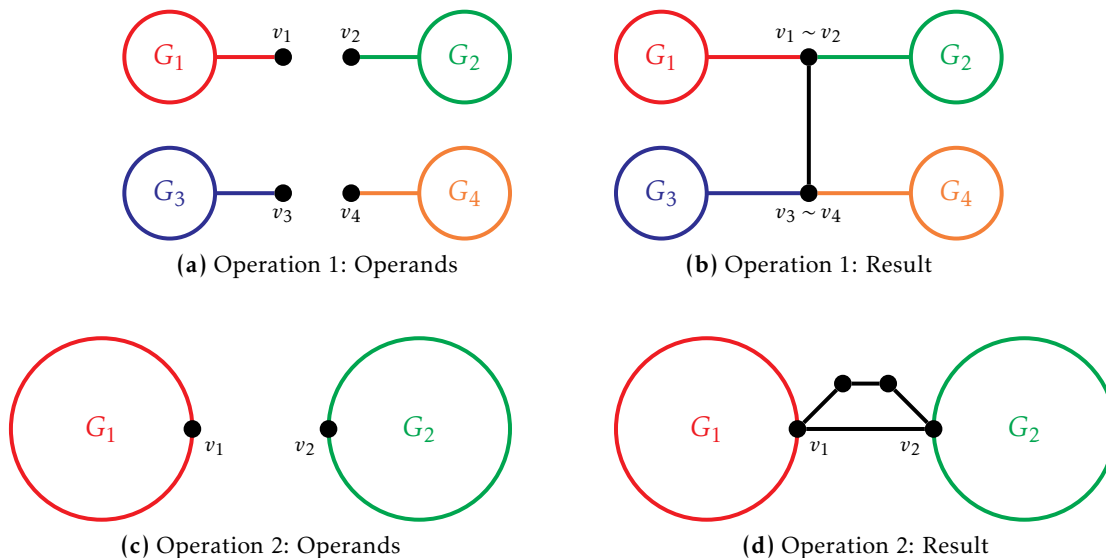 v₁ v₂ v₁ ~ v₂
G₁ G₂ G₁ G₂
G₃ G₄ G₃ G₄
v₃ v₄ v₃ ~ v₄
(a) Operation 1: Operands (b) Operation 1: Result
G₁ G₂ G₁ G₂
v₁ v₂ v₁ v₂
(c) Operation 2: Operands (d) Operation 2: Result